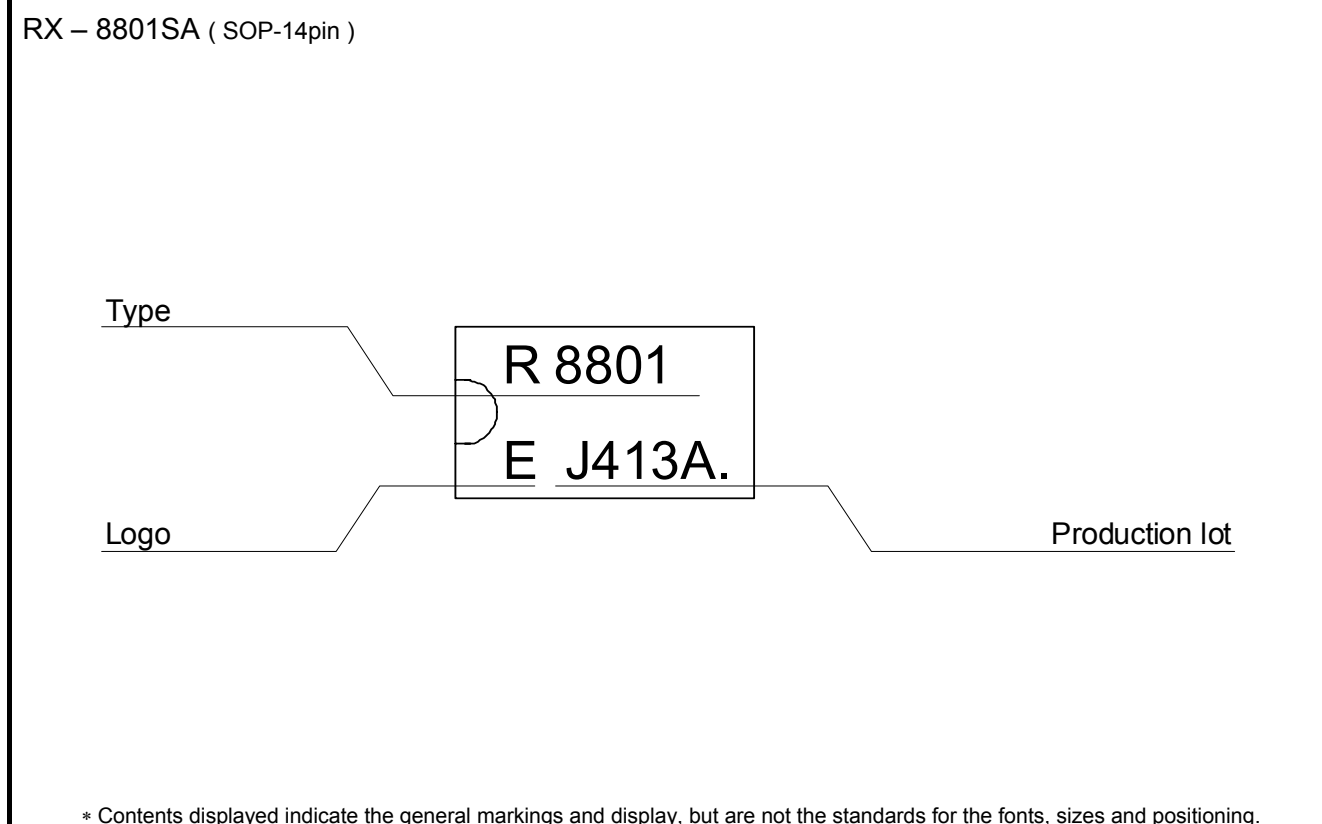 RX – 8801SA ( SOP-14pin )
Type
R 8801
E J413A.
Logo
Production lot
* Contents displayed indicate the general markings and display, but are not the standards for the fonts, sizes and positioning.